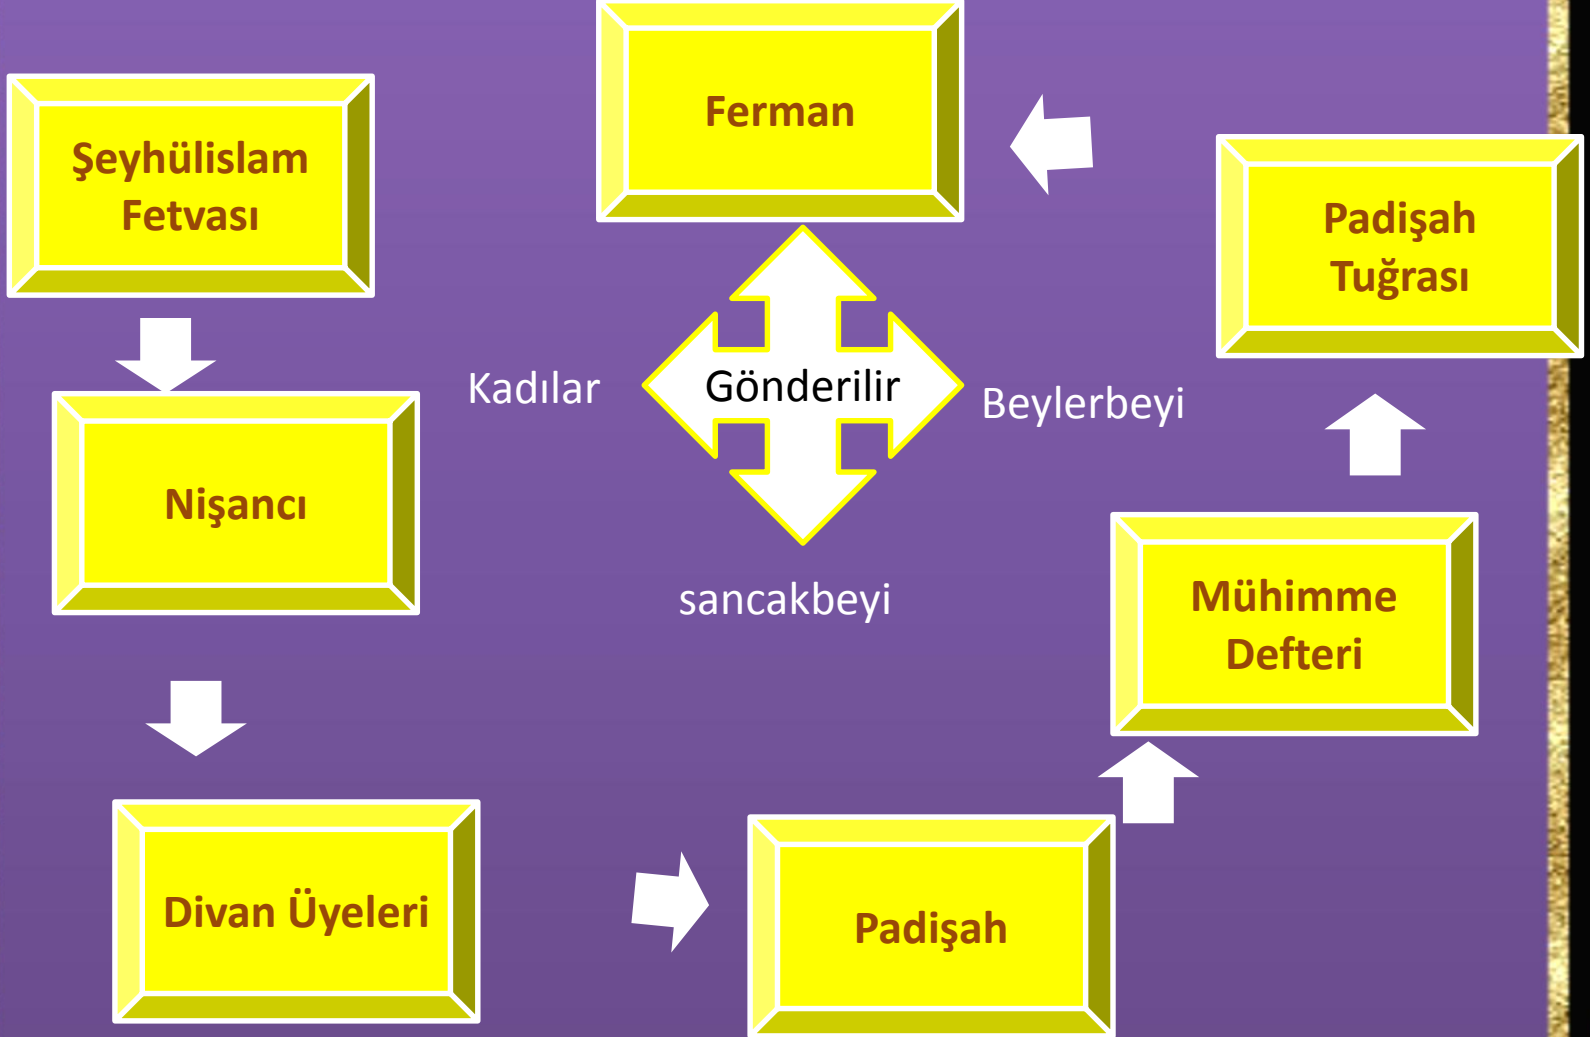 Ferman
Şeyhülislam
Fetvası
Padişah
Tuğrası
Kadılar
Gönderilir
Beylerbeyi
Nişancı
sancakbeyi
Mühimme
Defteri
Divan Üyeleri
Padişah